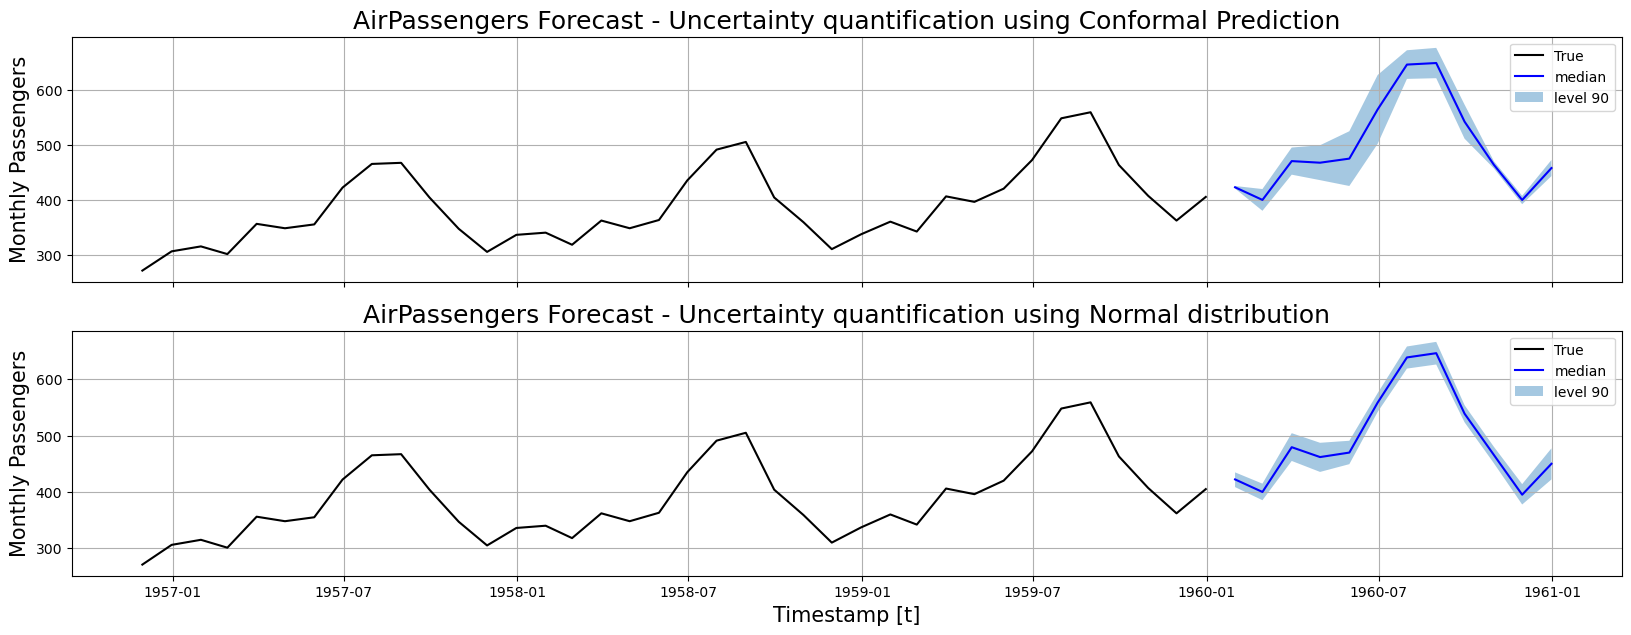 AirPassengers Forecast - Uncertainty quantification using Conformal Prediction
Monthly Passengers
600
500
400
300
True
median
level 90
AirPassengers Forecast - Uncertainty quantification using Normal distribution
Monthly Passengers
600
500
400
300
True
median
level 90
1957-01 1957-07 1958-01 1958-07 1959-01 1959-07 1960-01 1960-07 1961-01
Timestamp [t]